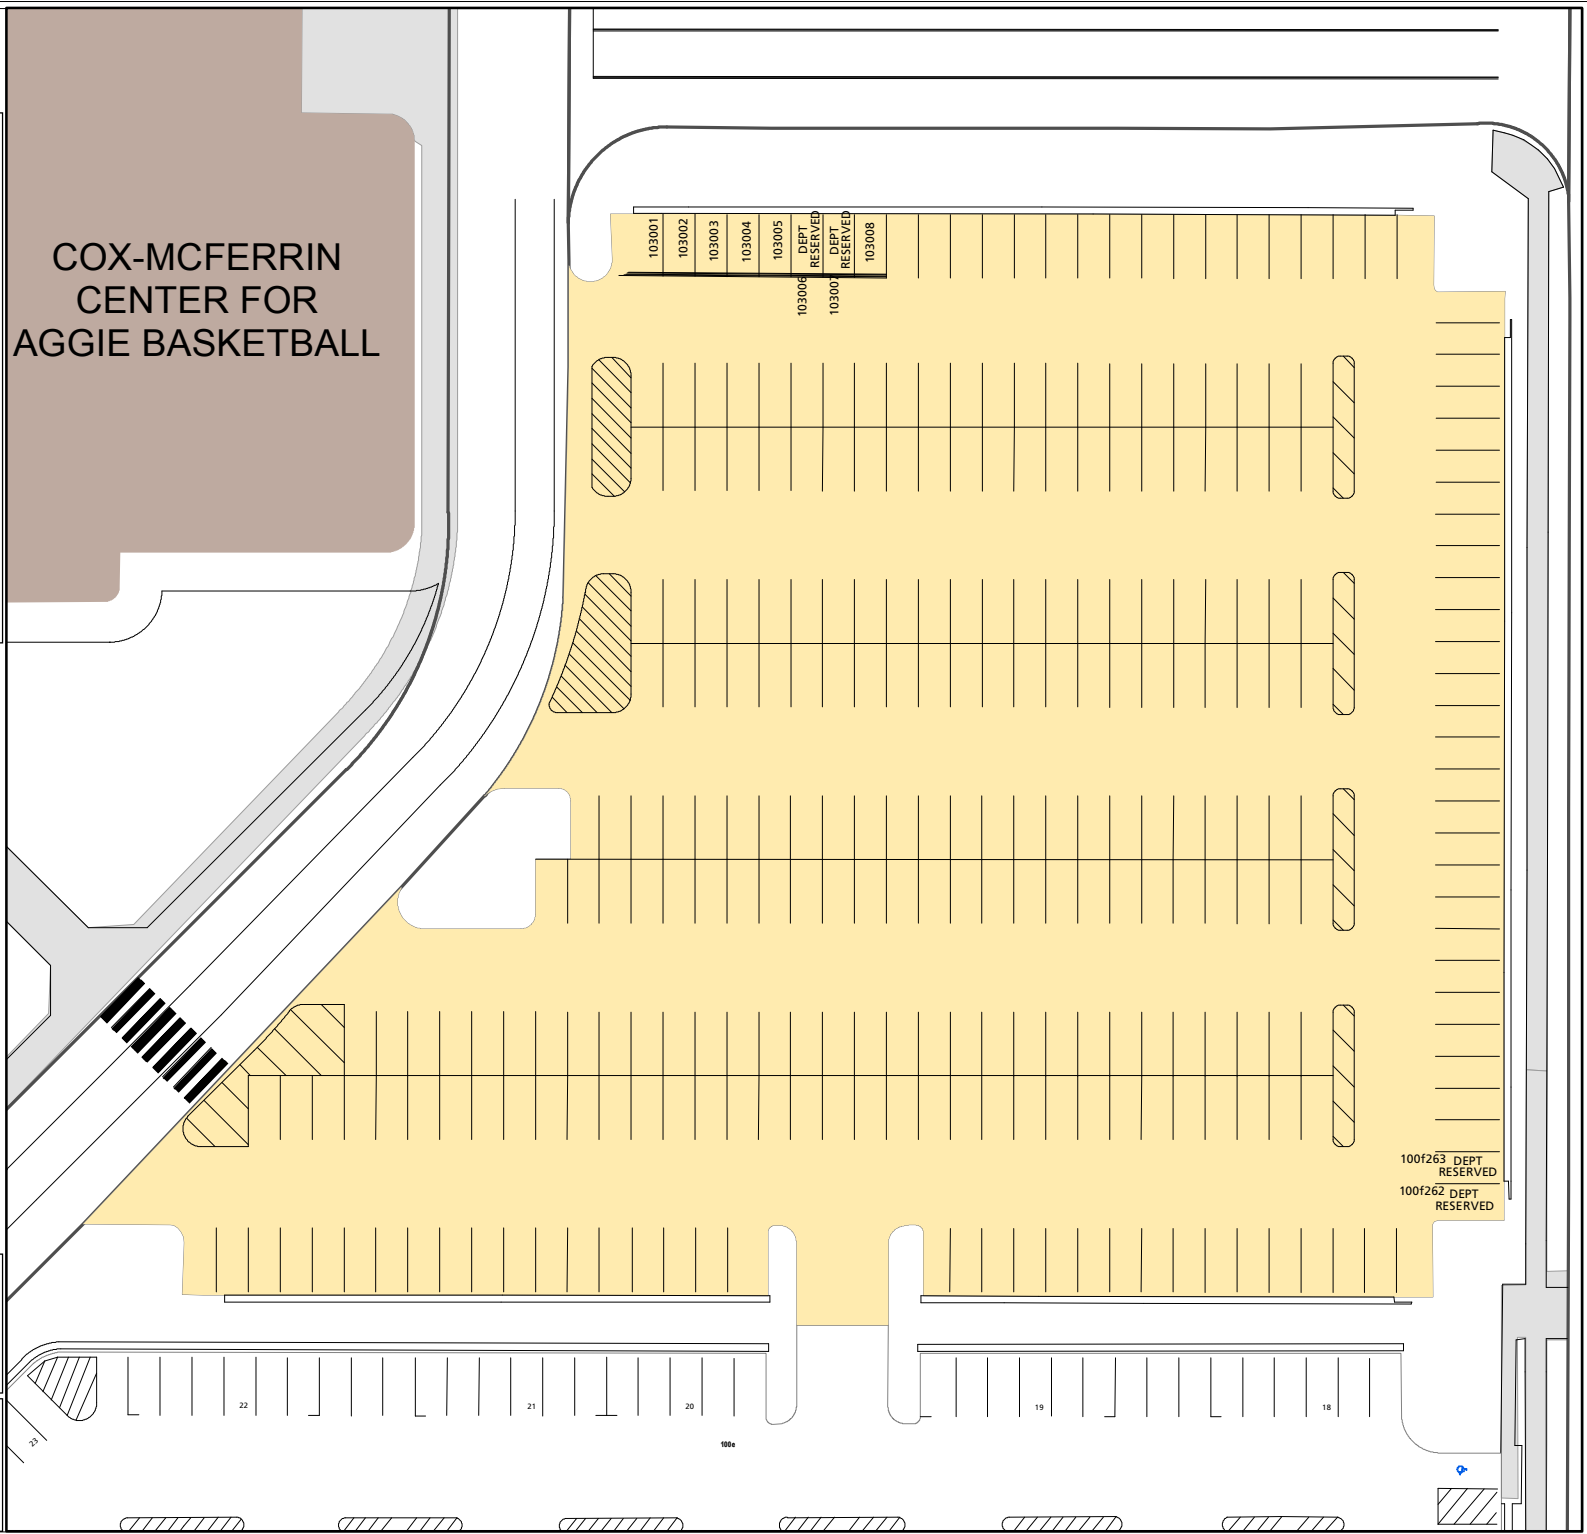 COX-MCFERRIN
CENTER FOR
AGGIE BASKETBALL
103001
103002
103003
103004
103005
DEPT
RESERVED
103006
DEPT
RESERVED
103007
103008
100f263
DEPT
RESERVED
100f262
DEPT
RESERVED
22
21
20
19
18
23
100e